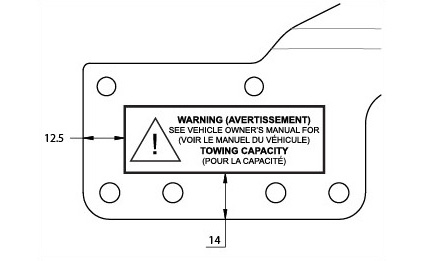 WARNING (AVERTISSEMENT)
SEE VEHICLE OWNER'S MANUAL FOR
(VOIR LE MANUEL DU VÉHICULE)
TOWING CAPACITY
(POUR LA CAPACITÉ)
!
12.5
14